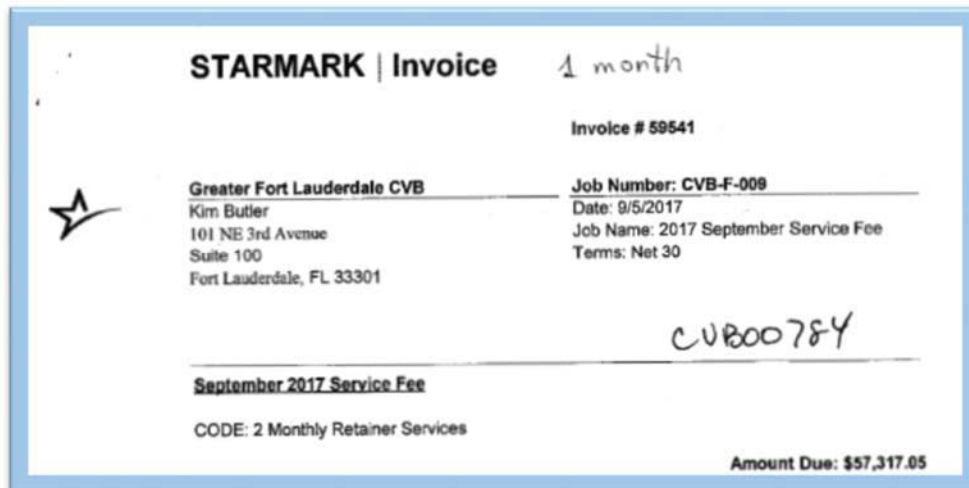 STARMARK | Invoice 1 month
Invoice # 59541
Greater Fort Lauderdale CVB
Kim Butler
101 NE 3rd Avenue
Suite 100
Fort Lauderdale, FL 33301
Job Number: CVB-F-009
Date: 9/5/2017
Job Name: 2017 September Service Fee
Terms: Net 30
CVB00784
September 2017 Service Fee
CODE: 2 Monthly Retainer Services
Amount Due: $57,317.05